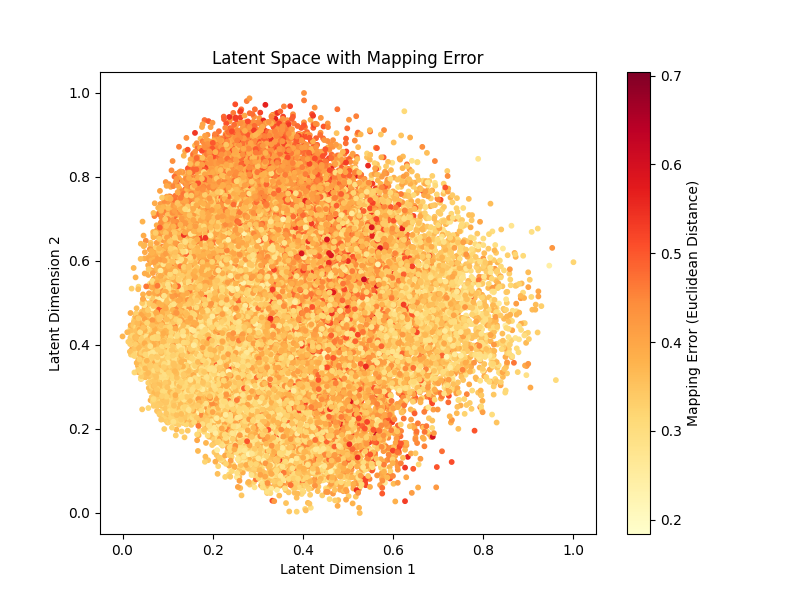 Latent Space with Mapping Error
1.0
0.8
0.6
0.4
0.2
0.0
Latent Dimension 2
0.0 0.2 0.4 0.6 0.8 1.0
Latent Dimension 1
0.7
0.6
0.5
0.4
0.3
0.2
Mapping Error (Euclidean Distance)